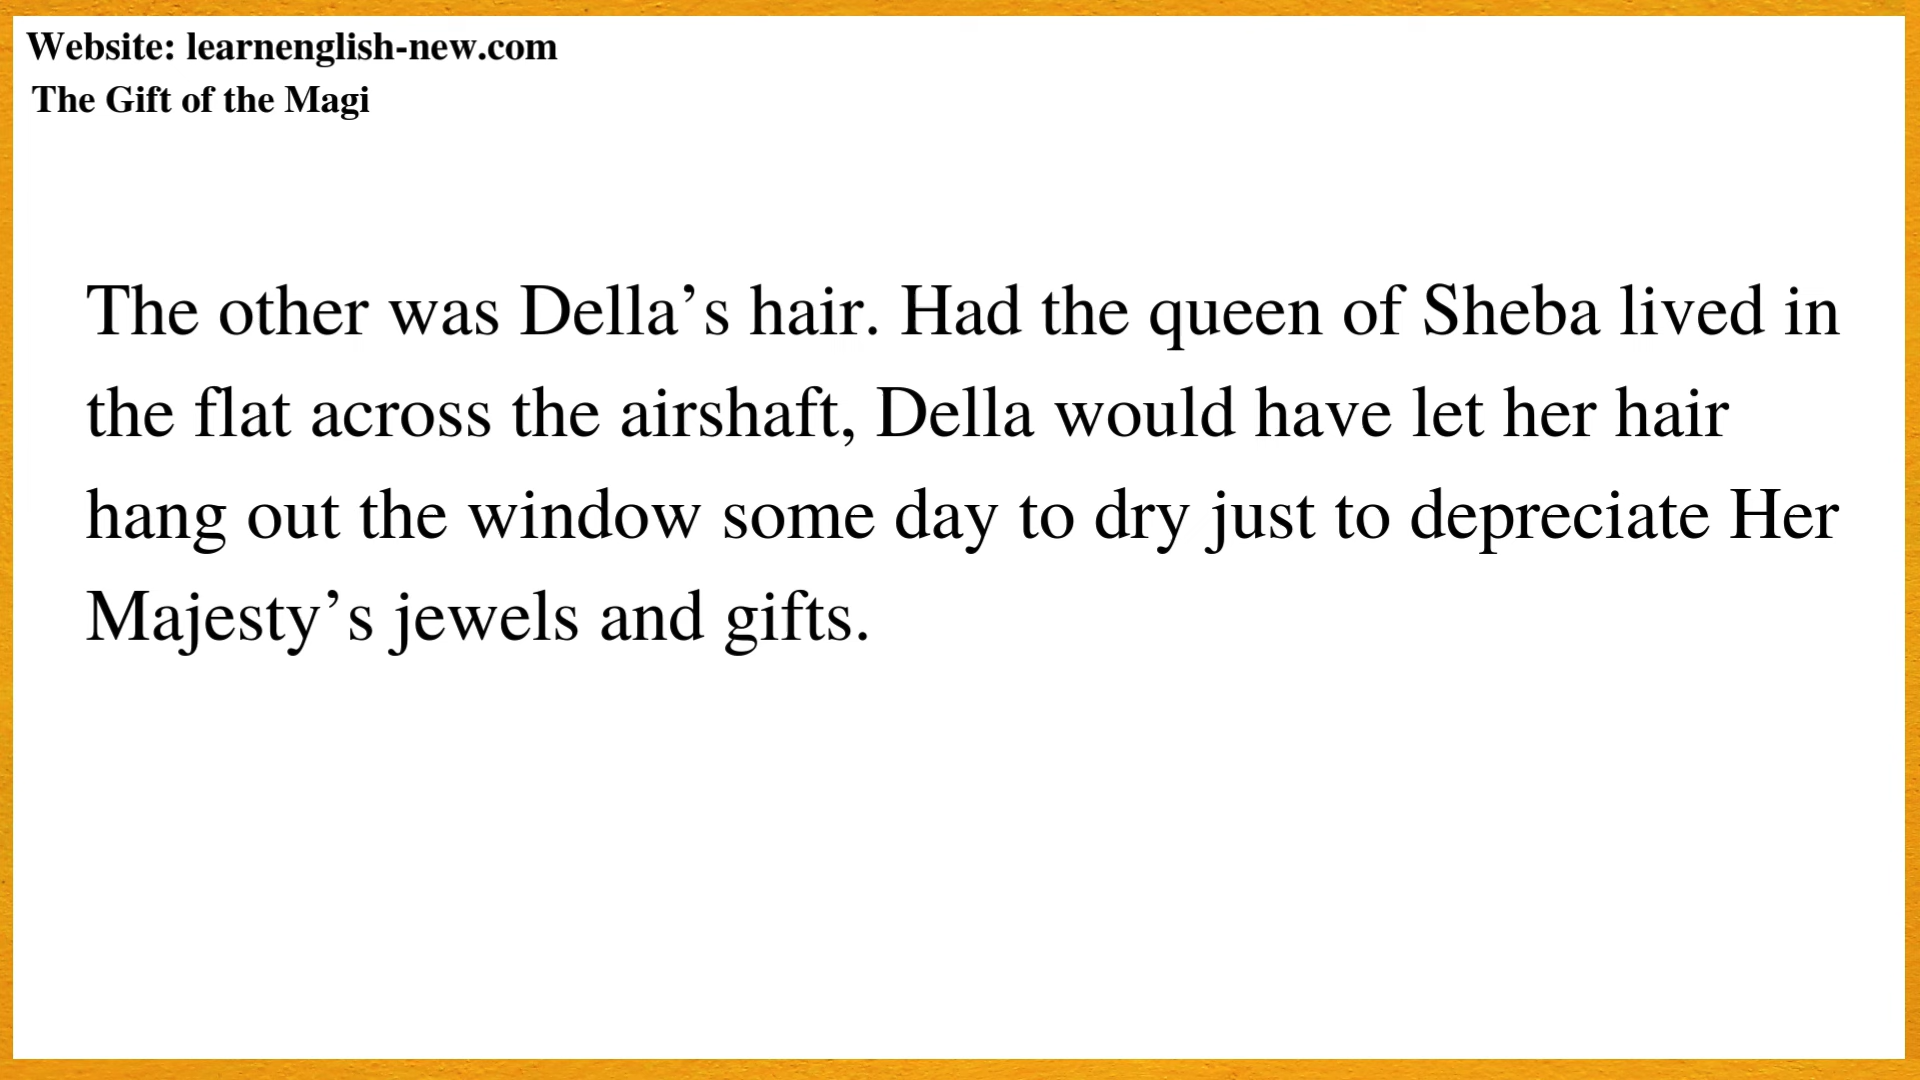 Website: learnenglish-new.com
The Gift of the Magi
The other was Della’s hair. Had the queen of Sheba lived in
the flat across the airshaft, Della would have let her hair
hang out the window some day to dry just to depreciate Her
Majesty’s jewels and gifts.